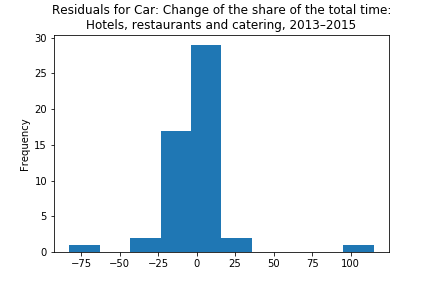 Residuals for Car: Change of the share of the total time:
Hotels, restaurants and catering, 2013–2015
Frequency
30
25
20
15
10
5
0
−75 −50 −25 0 25 50 75 100